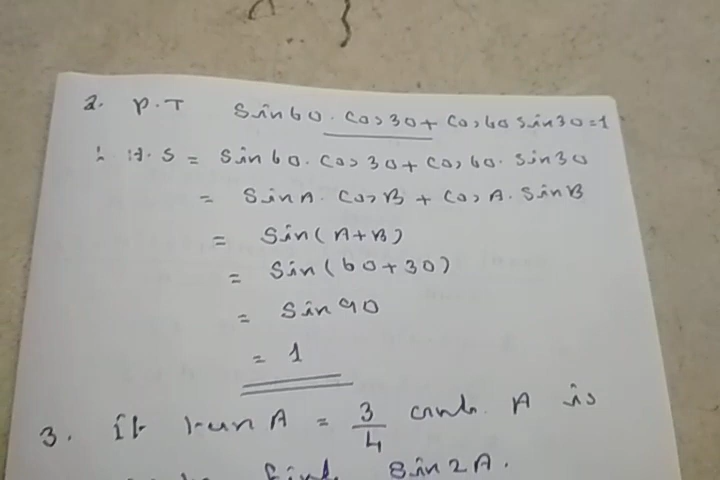 2. P.T Sin60.Cos30+Cos60 Sin30=1
L.H.S = Sin60.Cos30+Cos60.Sin30
= SinA.CosB + CosA.SinB
= Sin(A+B)
= Sin(60+30)
= Sin90
= 1
3. If tanA = 3/4 and A is
find Sin2A.